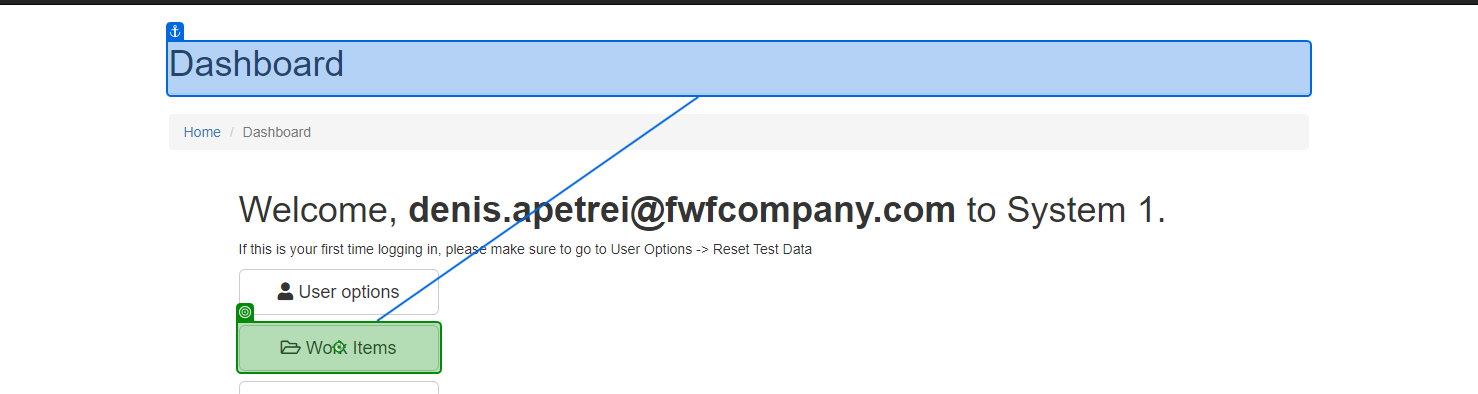 Dashboard
Home / Dashboard
Welcome, denis.apetrei@fwfcompany.com to System 1.
If this is your first time logging in, please make sure to go to User Options -> Reset Test Data
User options
Work Items